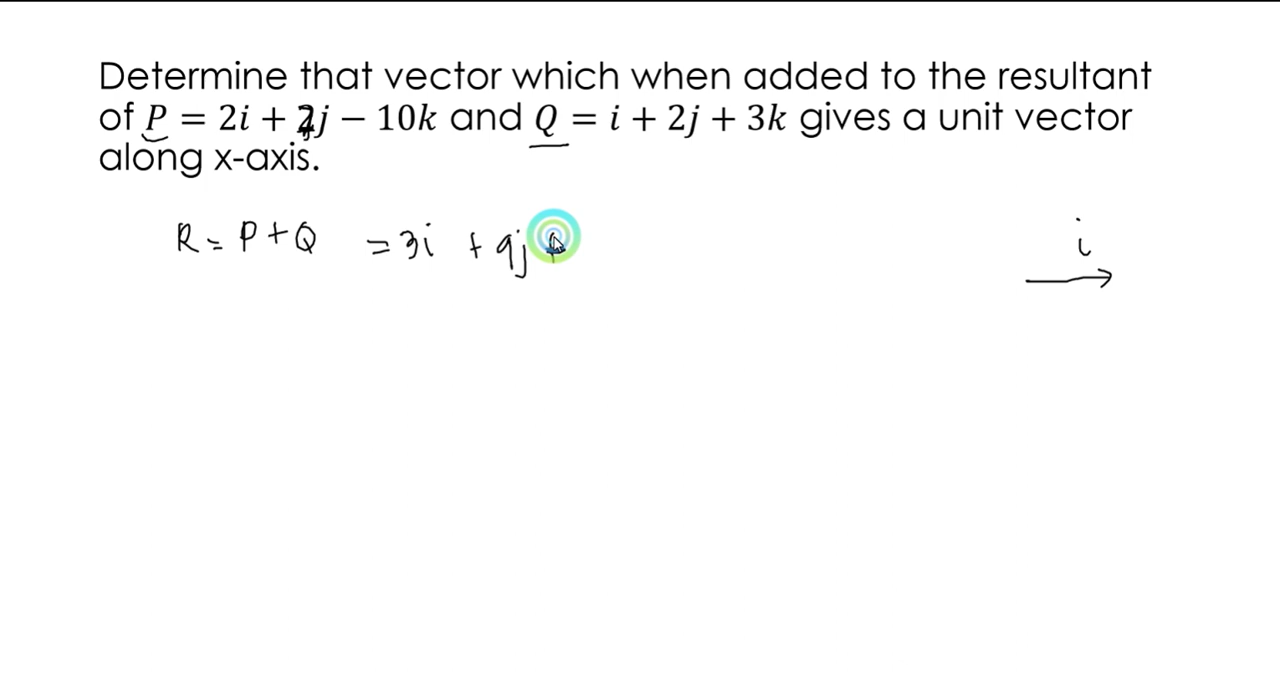 Determine that vector which when added to the resultant
of P = 2i + 7j − 10k and Q = i + 2j + 3k gives a unit vector
along x-axis.
R = P + Q = 3i + 9j
i